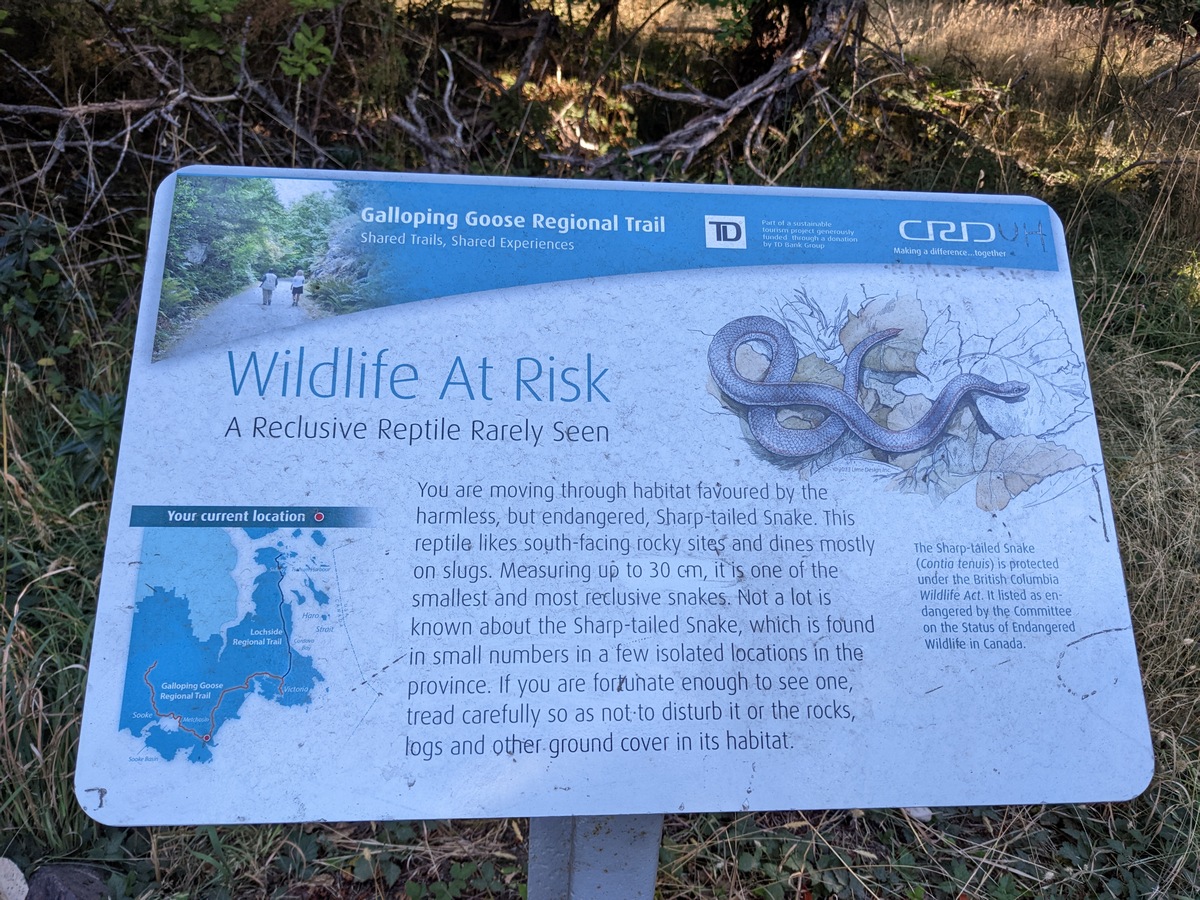 Galloping Goose Regional Trail
Shared Trails, Shared Experiences
TD
Part of a sustainable
tourism project generously
funded through a donation
by TD Bank Group
CRD
Making a difference...together
Wildlife At Risk
A Reclusive Reptile Rarely Seen
You are moving through habitat favoured by the
harmless, but endangered, Sharp-tailed Snake. This
reptile likes south-facing rocky sites and dines mostly
on slugs. Measuring up to 30 cm, it is one of the
smallest and most reclusive snakes. Not a lot is
known about the Sharp-tailed Snake, which is found
in small numbers in a few isolated locations in the
province. If you are fortunate enough to see one,
tread carefully so as not to disturb it or the rocks,
logs and other ground cover in its habitat.
The Sharp-tailed Snake
(Contia tenuis) is protected
under the British Columbia
Wildlife Act. It listed as en-
dangered by the Committee
on the Status of Endangered
Wildlife in Canada.
Your current location
Haro
Strait
Lochside
Regional Trail
Victoria
Galloping Goose
Regional Trail
Sooke
Metchosin
Sooke Basin